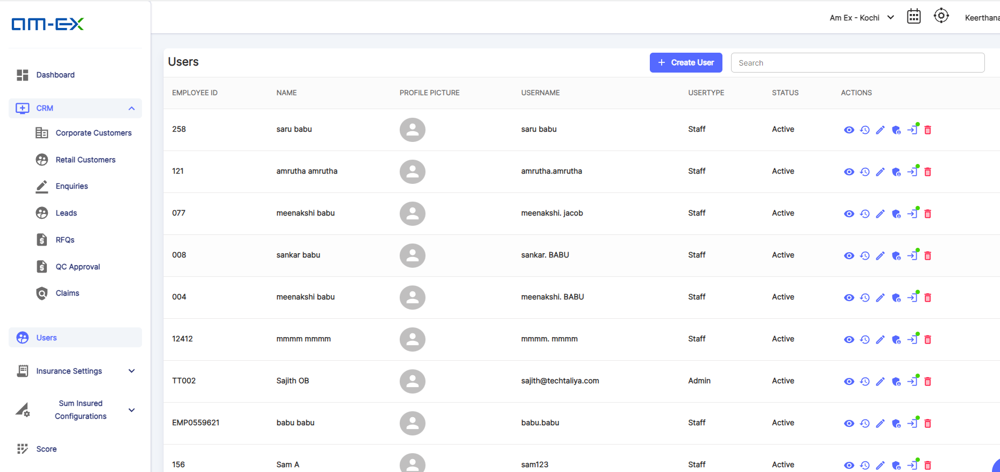 am-ex
Am Ex - Kochi
Keerthana
Dashboard
CRM
Corporate Customers
Retail Customers
Enquiries
Leads
RFQs
QC Approval
Claims
Users
Insurance Settings
Sum Insured
Configurations
Score
Users
+ Create User
Search
EMPLOYEE ID NAME PROFILE PICTURE USERNAME USERTYPE STATUS ACTIONS
258 saru babu saru babu Staff Active
121 amrutha amrutha amrutha.amrutha Staff Active
077 meenakshi babu meenakshi. jacob Staff Active
008 sankar babu sankar. BABU Staff Active
004 meenakshi babu meenakshi. BABU Staff Active
12412 mmmm mmmm mmmm. mmmm Staff Active
TT002 Sajith OB sajith@techtaliya.com Admin Active
EMP0559621 babu babu babu.babu Staff Active
156 Sam A sam123 Staff Active